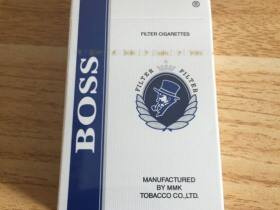 ®
FILTER CIGARETTES
BOSS
FILTER FILTER
MANUFACTURED
BY MMK
TOBACCO CO.,LTD.